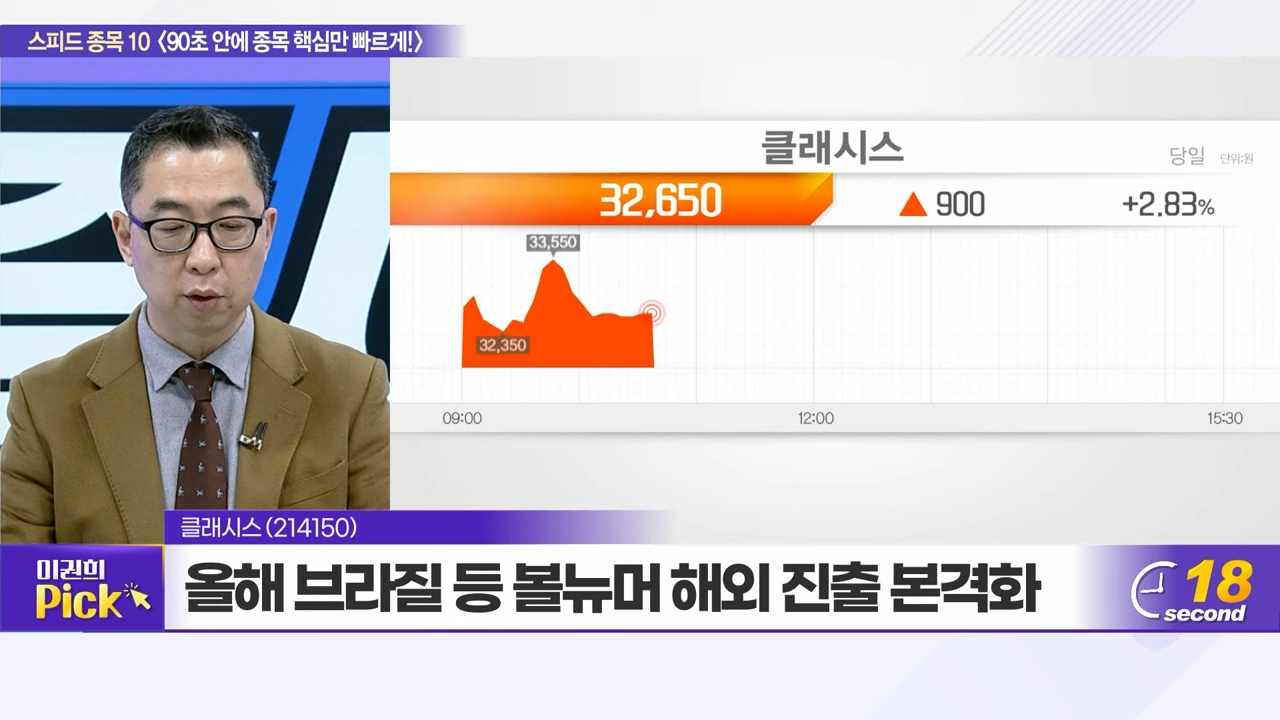 스피드 종목 10 <90초 안에 종목 핵심만 빠르게!>
클래시스
당일 단위:원
32,650 ▲ 900 +2.83%
33,550
32,350
09:00 12:00 15:30
클래시스(214150)
이권희
Pick
올해 브라질 등 볼뉴머 해외 진출 본격화
18
second